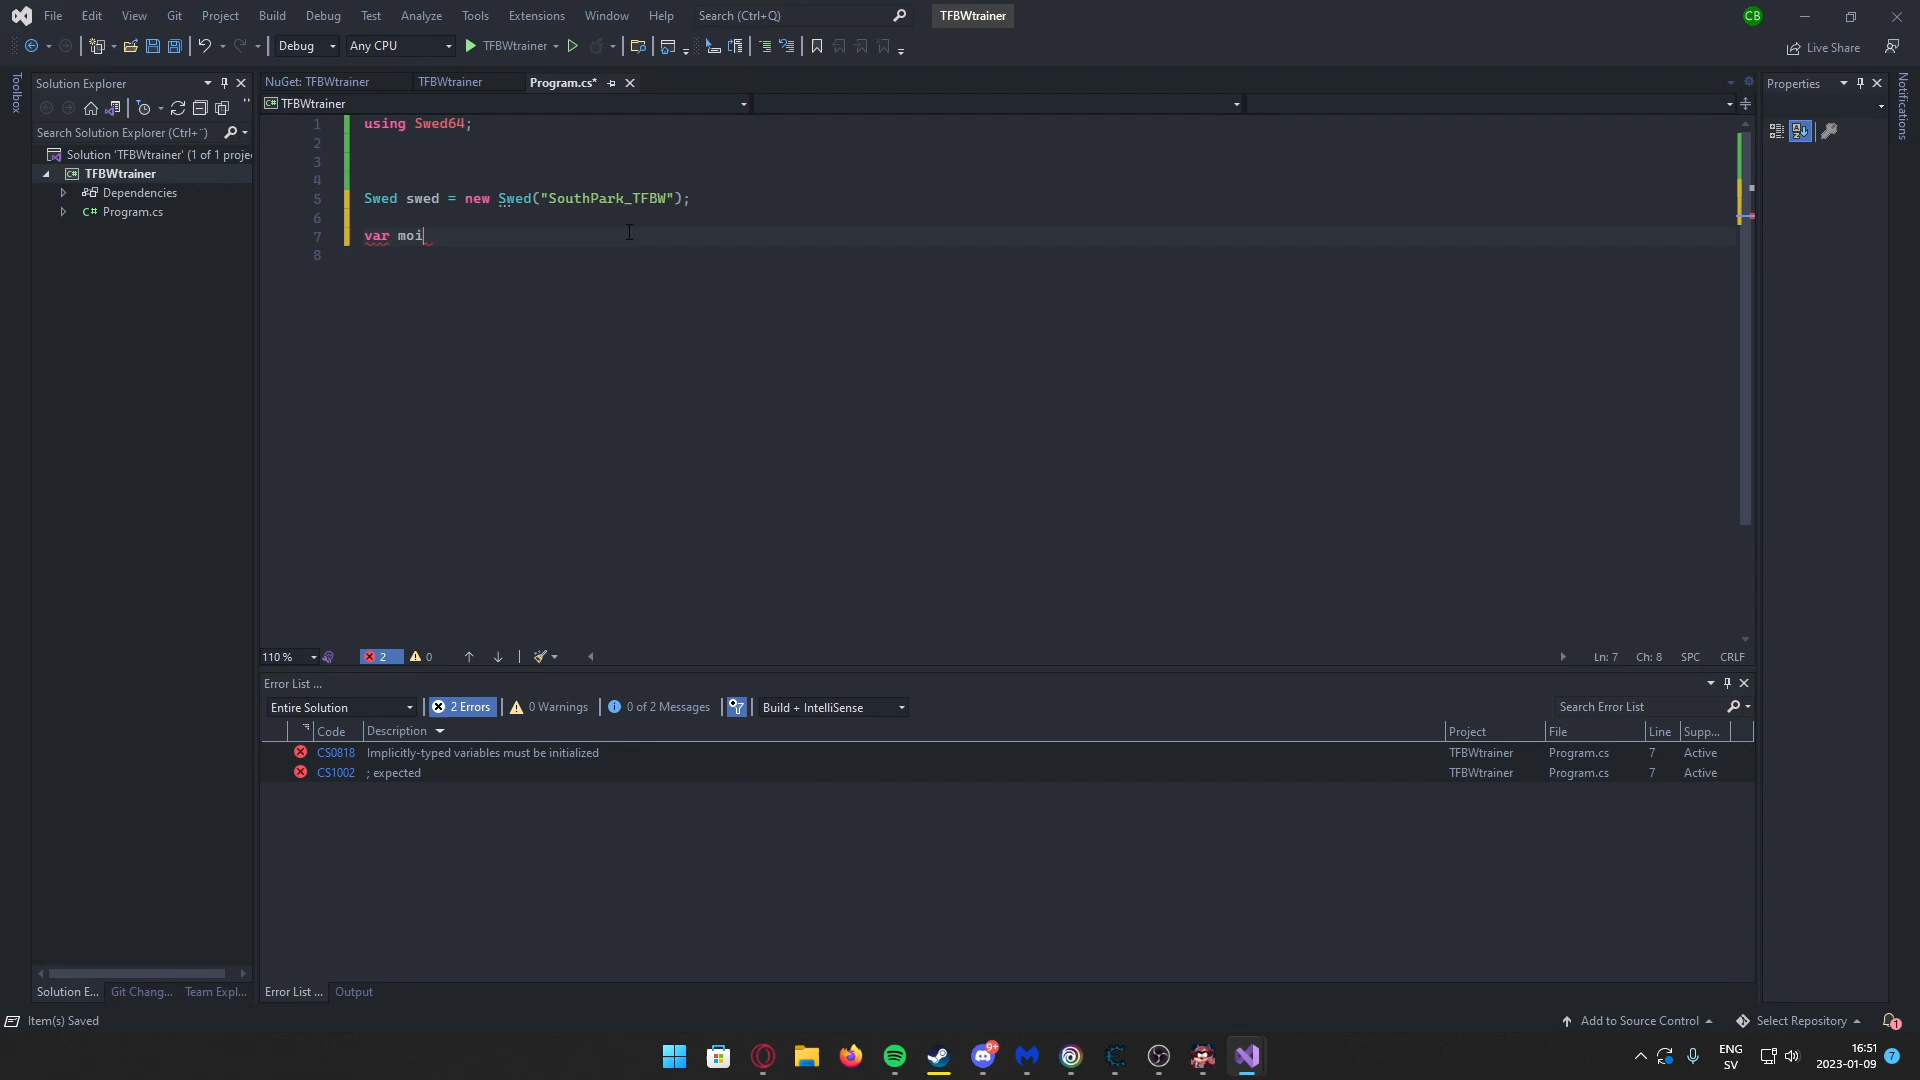 File Edit View Git Project Build Debug Test Analyze Tools Extensions Window Help Search (Ctrl+Q) TFBWtrainer CB
Debug Any CPU TFBWtrainer Live Share
Toolbox
Solution Explorer
NuGet: TFBWtrainer TFBWtrainer Program.cs*
Properties
Notifications
TFBWtrainer
Search Solution Explorer (Ctrl+¨)
Solution 'TFBWtrainer' (1 of 1 proje
TFBWtrainer
Dependencies
C# Program.cs
1 using Swed64;
2
3
4
5 Swed swed = new Swed("SouthPark_TFBW");
6
7 var moi
8
110 % 2 0 Ln: 7 Ch: 8 SPC CRLF
Error List ...
Entire Solution 2 Errors 0 Warnings 0 of 2 Messages Build + IntelliSense Search Error List
Code Description Project File Line Supp...
CS0818 Implicitly-typed variables must be initialized TFBWtrainer Program.cs 7 Active
CS1002 ; expected TFBWtrainer Program.cs 7 Active
Solution E... Git Chang... Team Expl... Error List ... Output
Item(s) Saved Add to Source Control Select Repository 1
9+
ENG
SV
16:51
2023-01-09
7